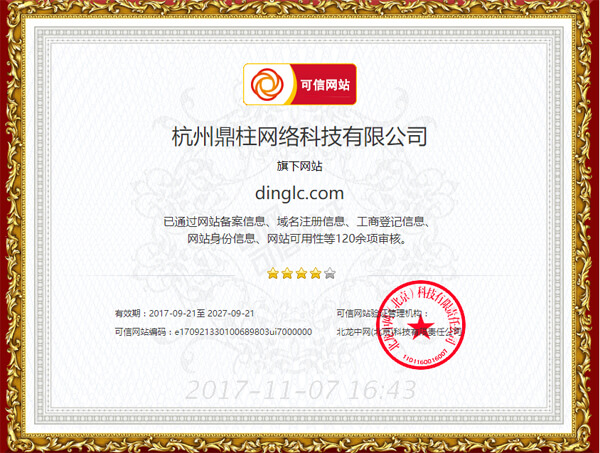 可信网站
杭州鼎柱网络科技有限公司
旗下网站
dinglc.com
已通过网站备案信息、域名注册信息、工商登记信息、
网站身份信息、网站可用性等120余项审核。
有效期：2017-09-21至 2027-09-21
可信网站验证管理机构：
可信网站编码：e170921330100689803ui7000000
北龙中网(北京)科技有限责任公司
北龙中网（北京）科技有限责任公司
1101160016007
2017-11-07 16:43